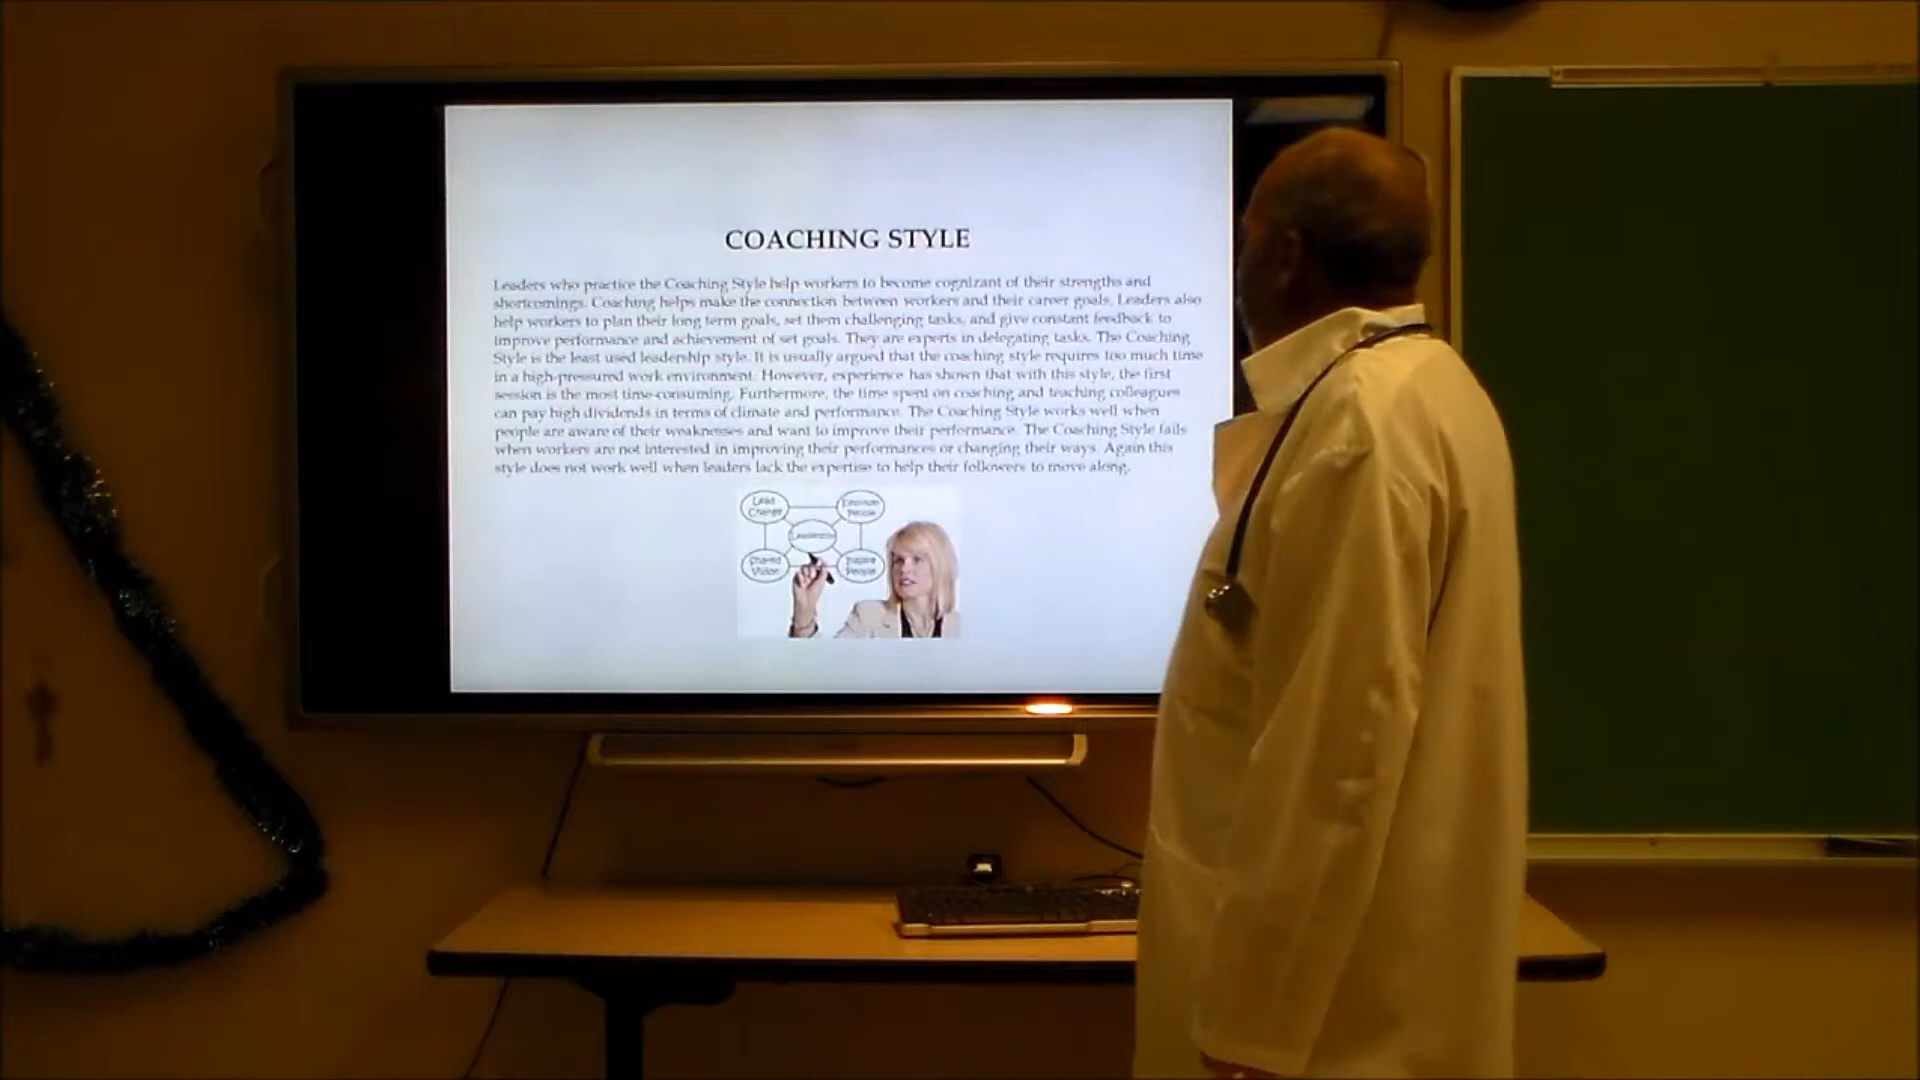 COACHING STYLE
Leaders who practice the Coaching Style help workers to become cognizant of their strengths and
shortcomings. Coaching helps make the connection between workers and their career goals. Leaders also
help workers to plan their long term goals, set them challenging tasks, and give constant feedback to
improve performance and achievement of set goals. They are experts in delegating tasks. The Coaching
Style is the least used leadership style. It is usually argued that the coaching style requires too much time
in a high-pressured work environment. However, experience has shown that with this style, the first
session is the most time-consuming. Furthermore, the time spent on coaching and teaching colleagues
can pay high dividends in terms of climate and performance. The Coaching Style works well when
people are aware of their weaknesses and want to improve their performance. The Coaching Style fails
when workers are not interested in improving their performances or changing their ways. Again this
style does not work well when leaders lack the expertise to help their followers to move along.
Lead
Change
People
Leadership
Shared
Vision
Inspire
People